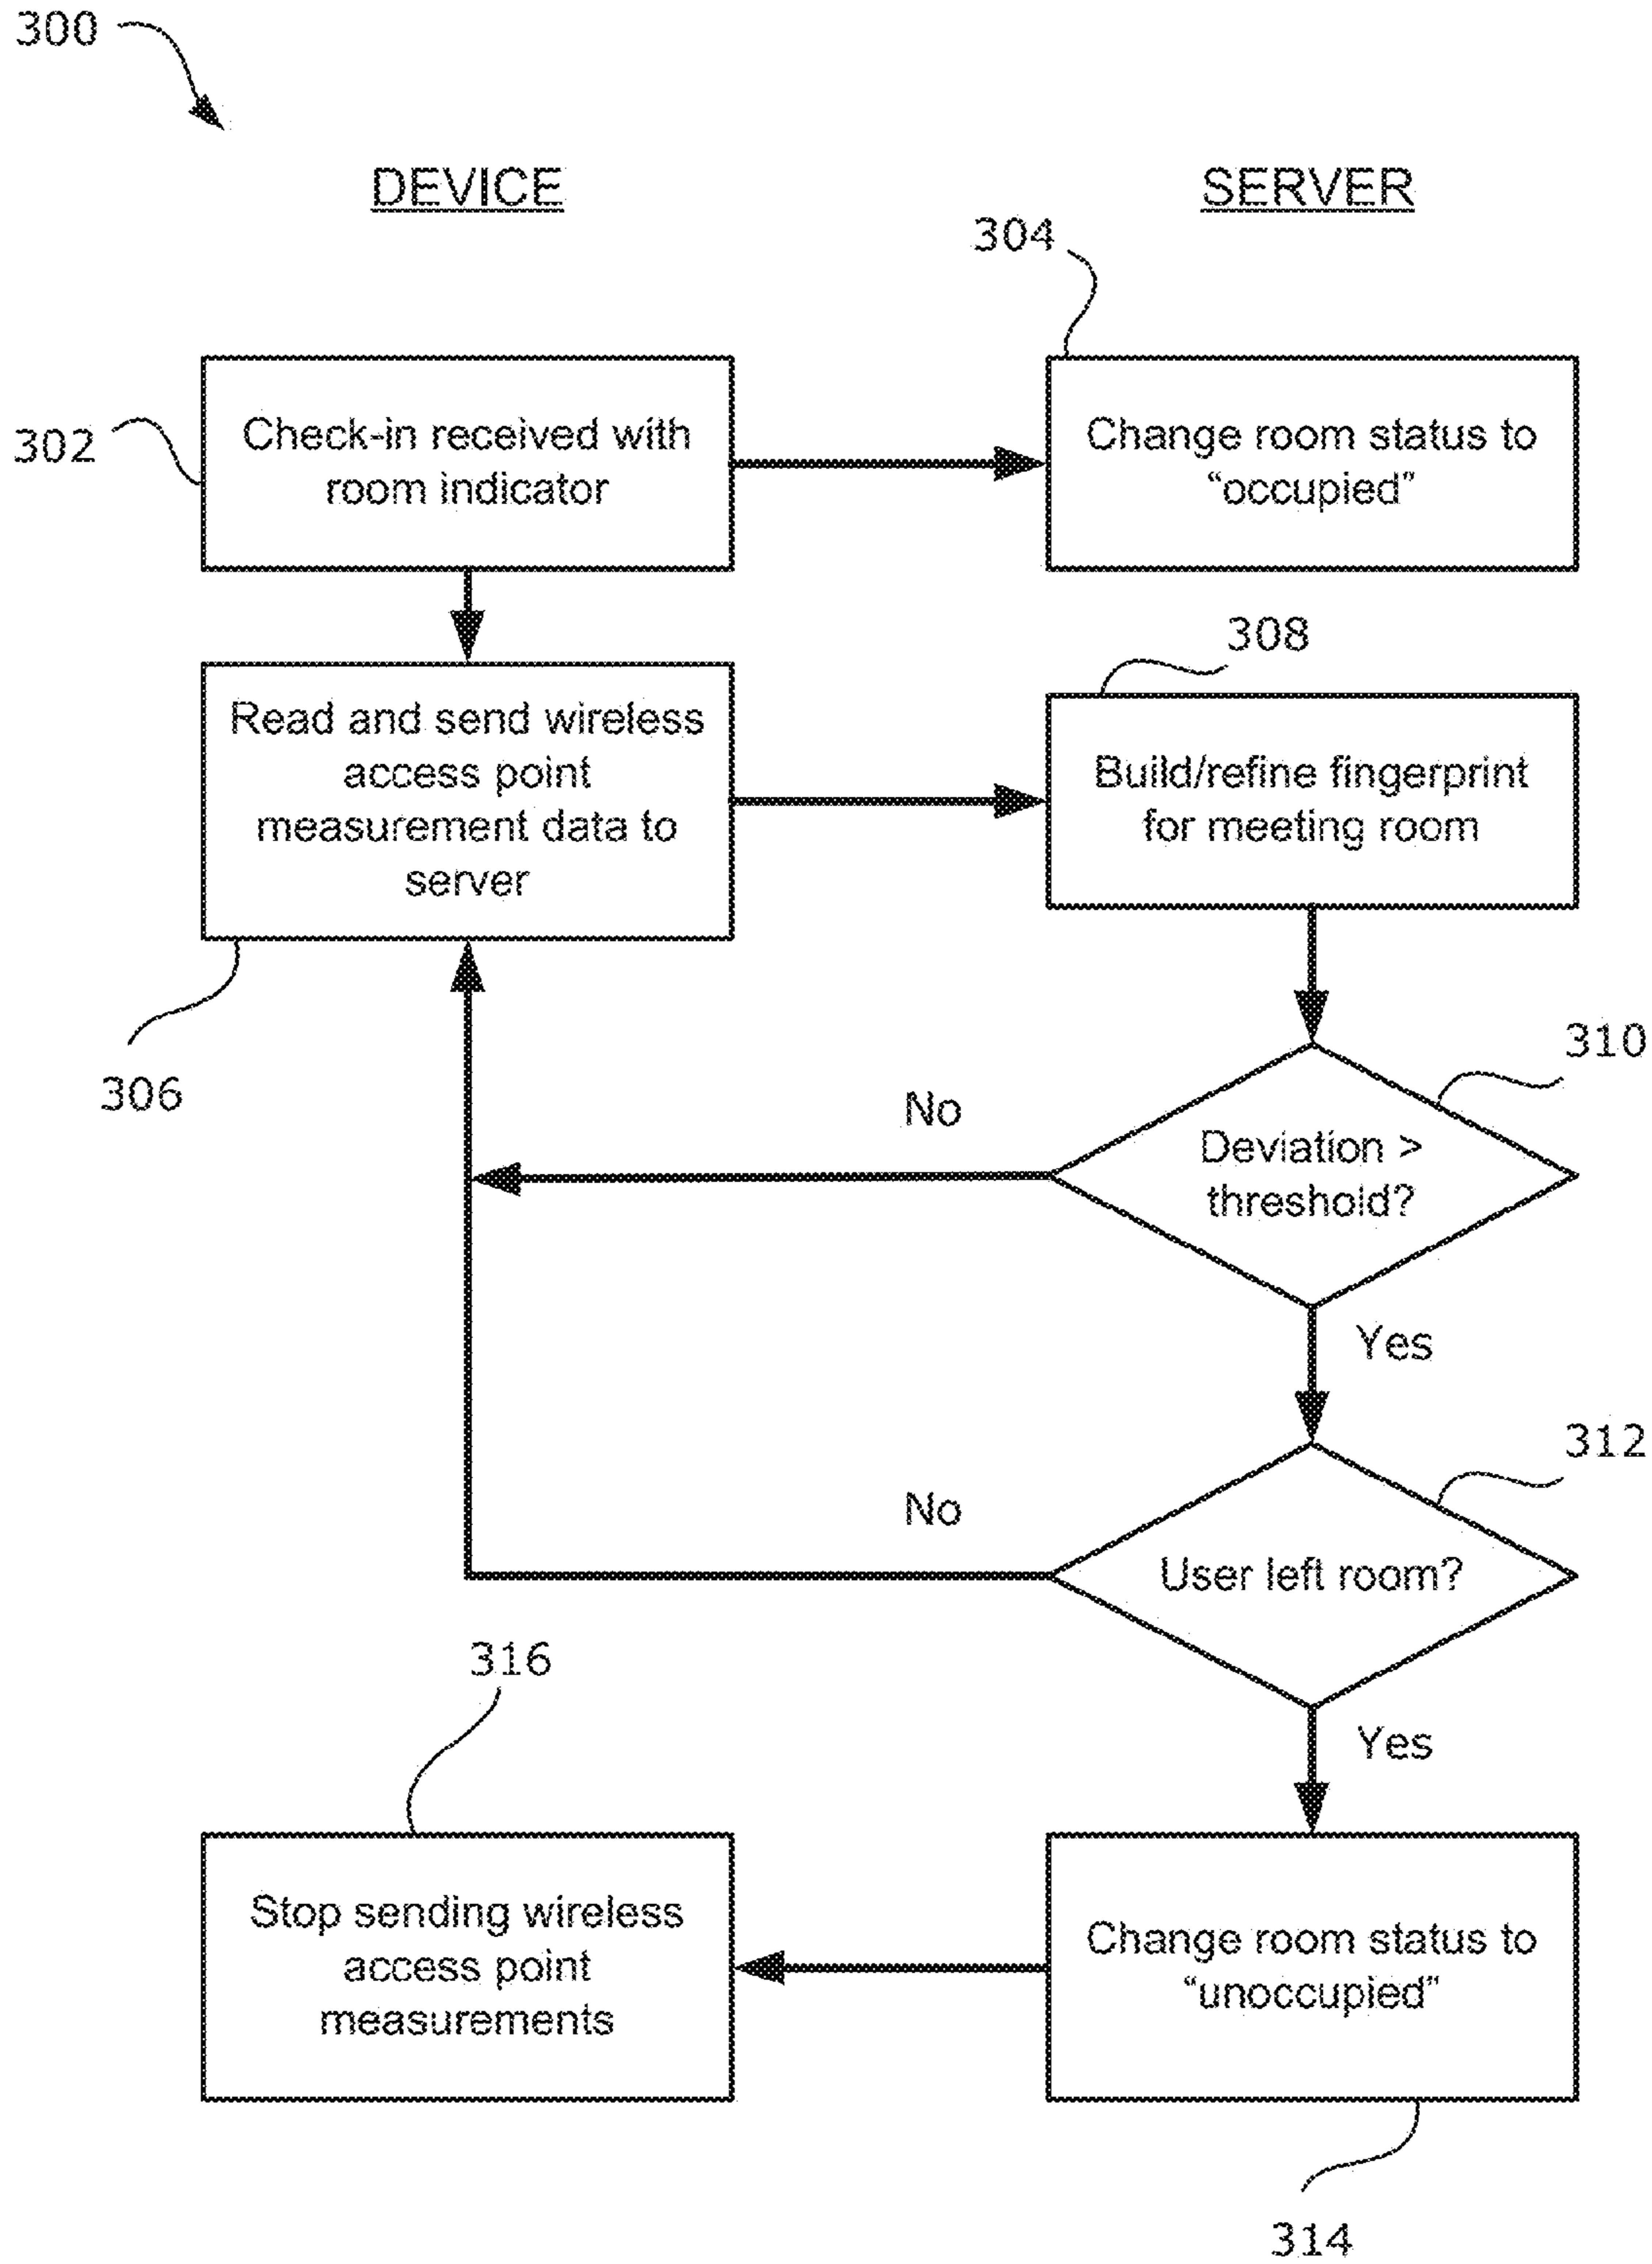 300
DEVICE
SERVER
304
302
Check-in received with
room indicator
Change room status to
“occupied”
308
Read and send wireless
access point
measurement data to
server
Build/refine fingerprint
for meeting room
306
310
No
Deviation >
threshold?
Yes
312
No
User left room?
316
Yes
Stop sending wireless
access point
measurements
Change room status to
“unoccupied”
314